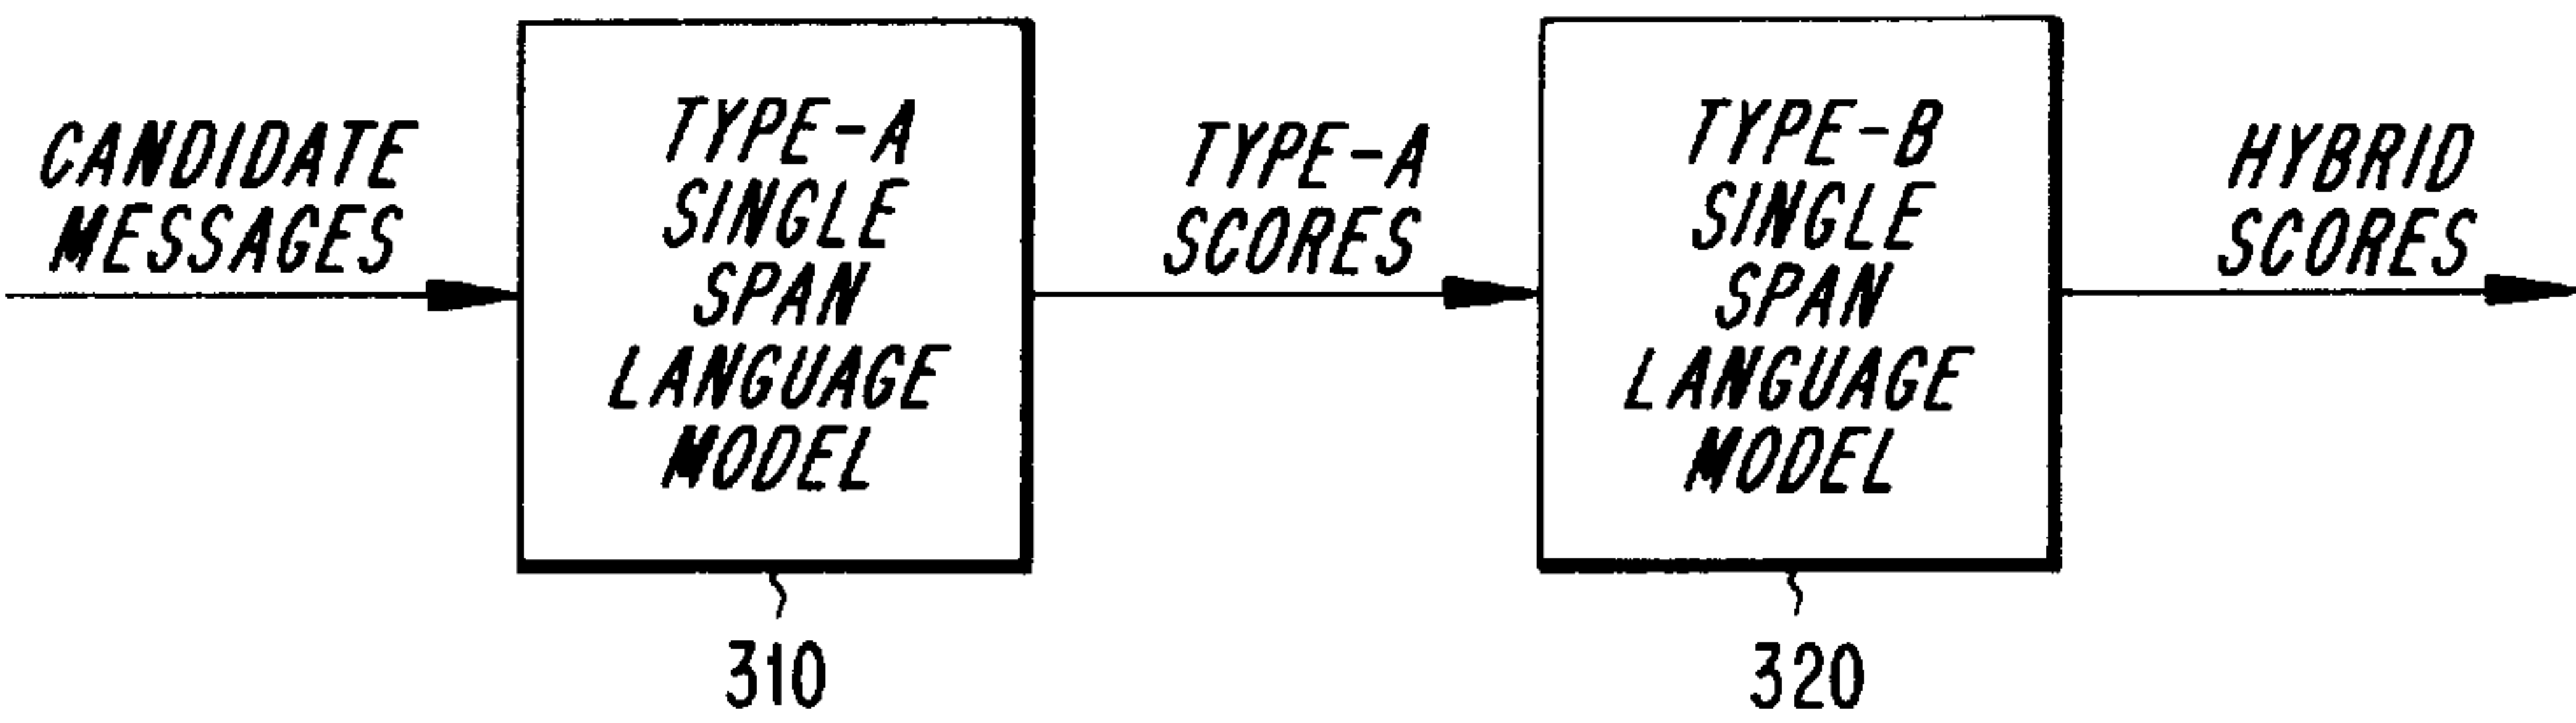 CANDIDATE
MESSAGES
TYPE-A
SINGLE
SPAN
LANGUAGE
MODEL
310
TYPE-A
SCORES
TYPE-B
SINGLE
SPAN
LANGUAGE
MODEL
320
HYBRID
SCORES